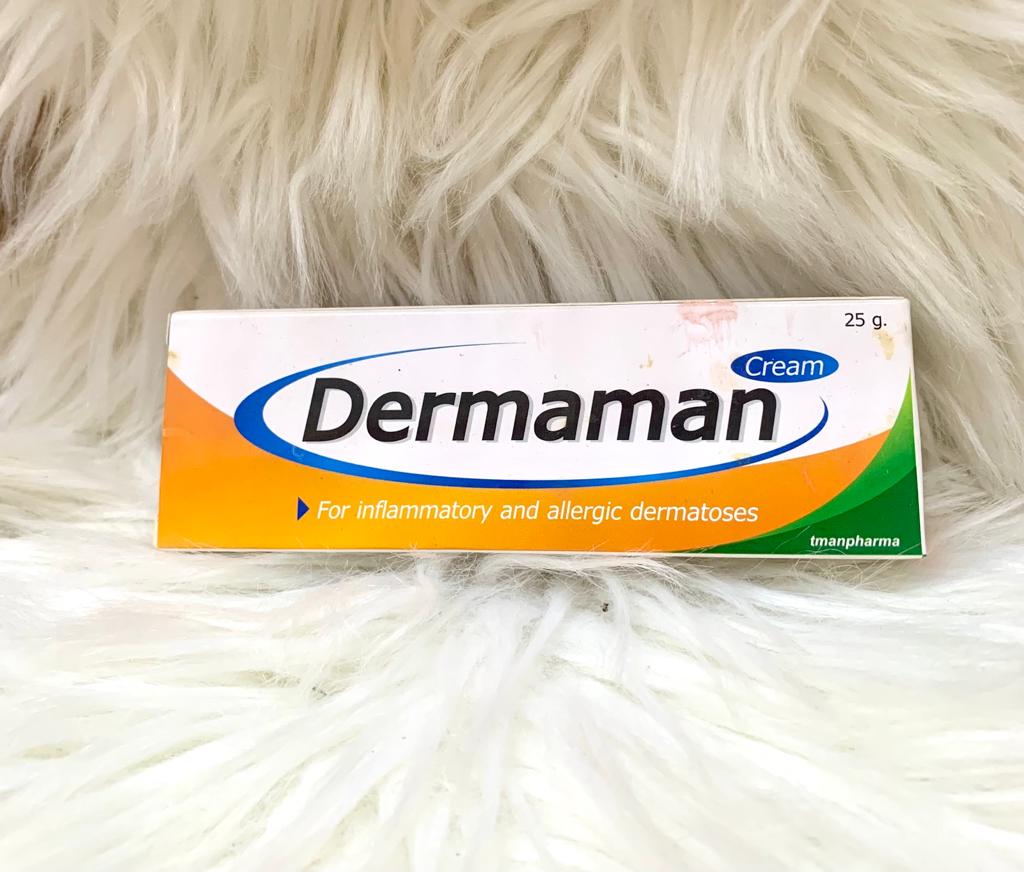 25 g.
Cream
Dermaman
For inflammatory and allergic dermatoses
tmanpharma